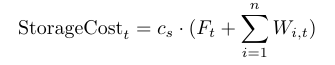 StorageCost_t = c_s · (F_t + ∑_{i=1}^{n} W_{i,t})